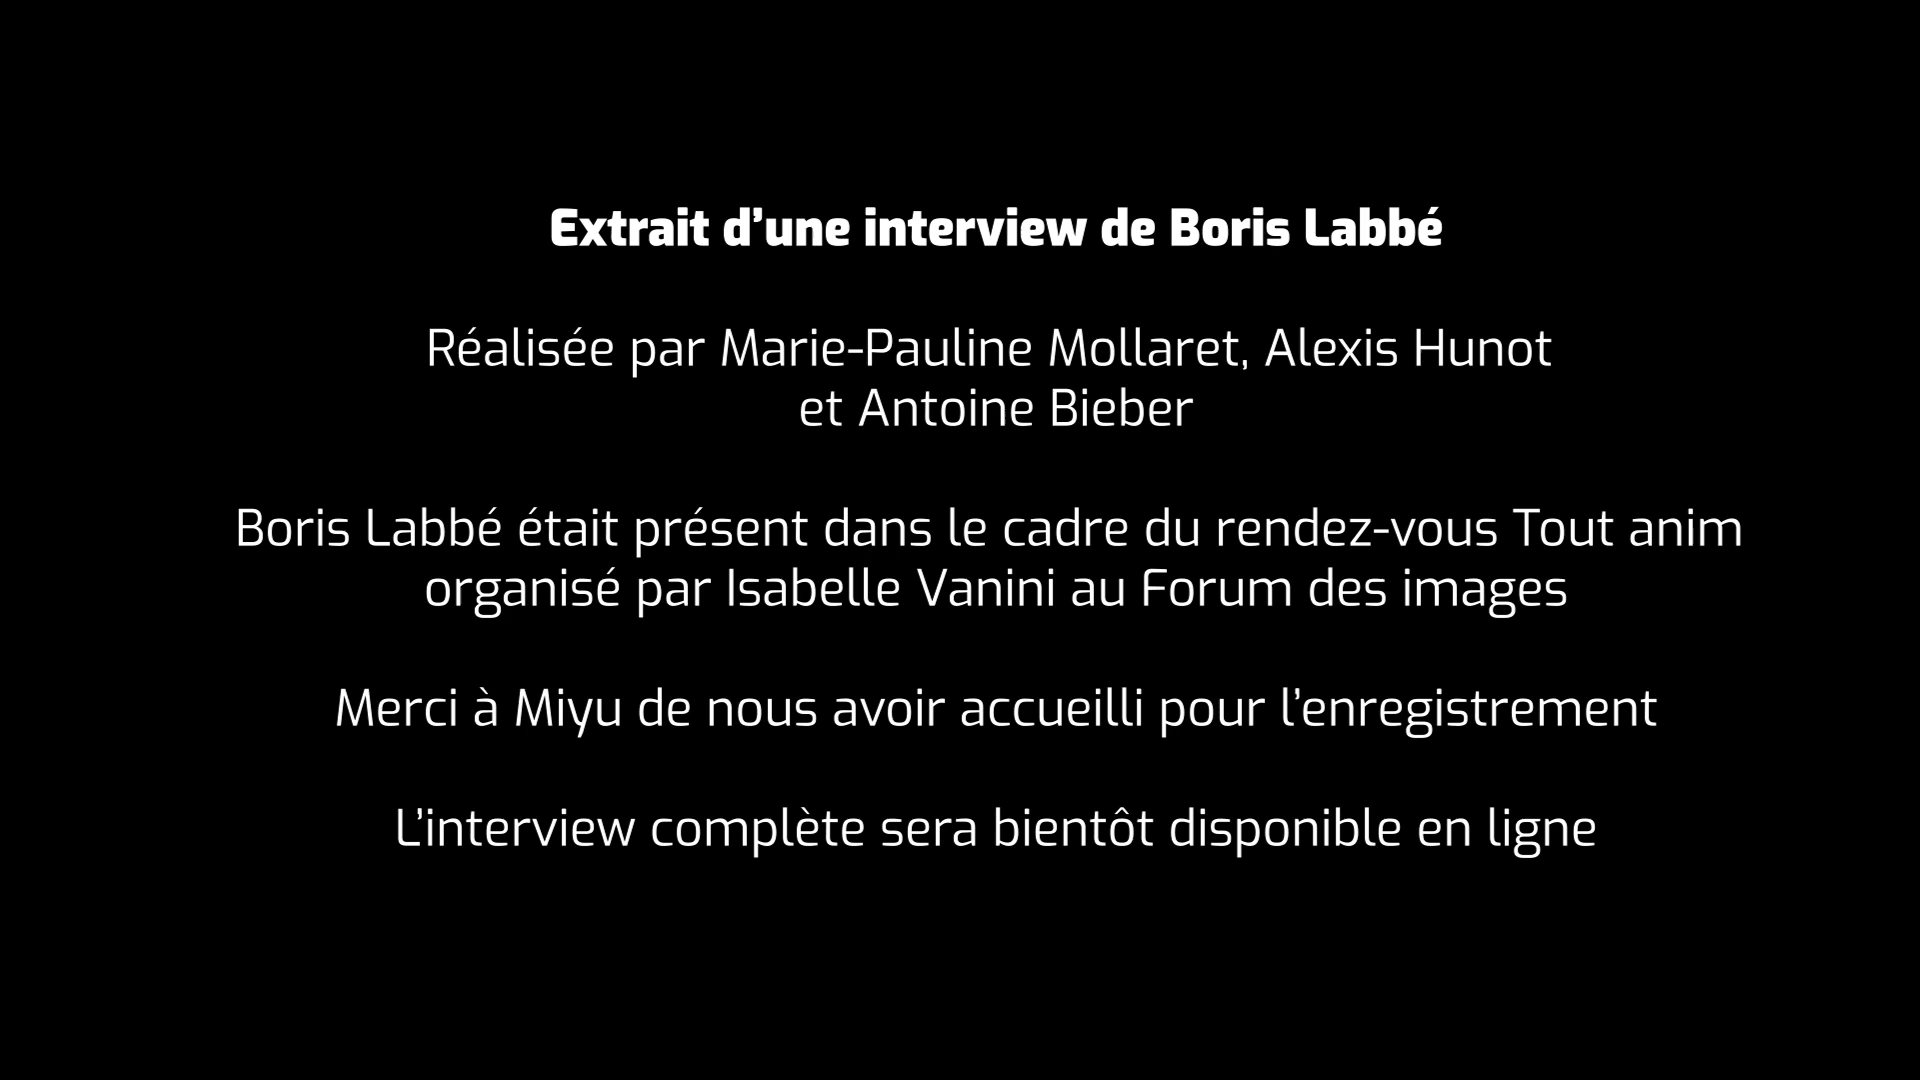 Extrait d’une interview de Boris Labbé
Réalisée par Marie-Pauline Mollaret, Alexis Hunot
et Antoine Bieber
Boris Labbé était présent dans le cadre du rendez-vous Tout anim
organisé par Isabelle Vanini au Forum des images
Merci à Miyu de nous avoir accueilli pour l’enregistrement
L’interview complète sera bientôt disponible en ligne